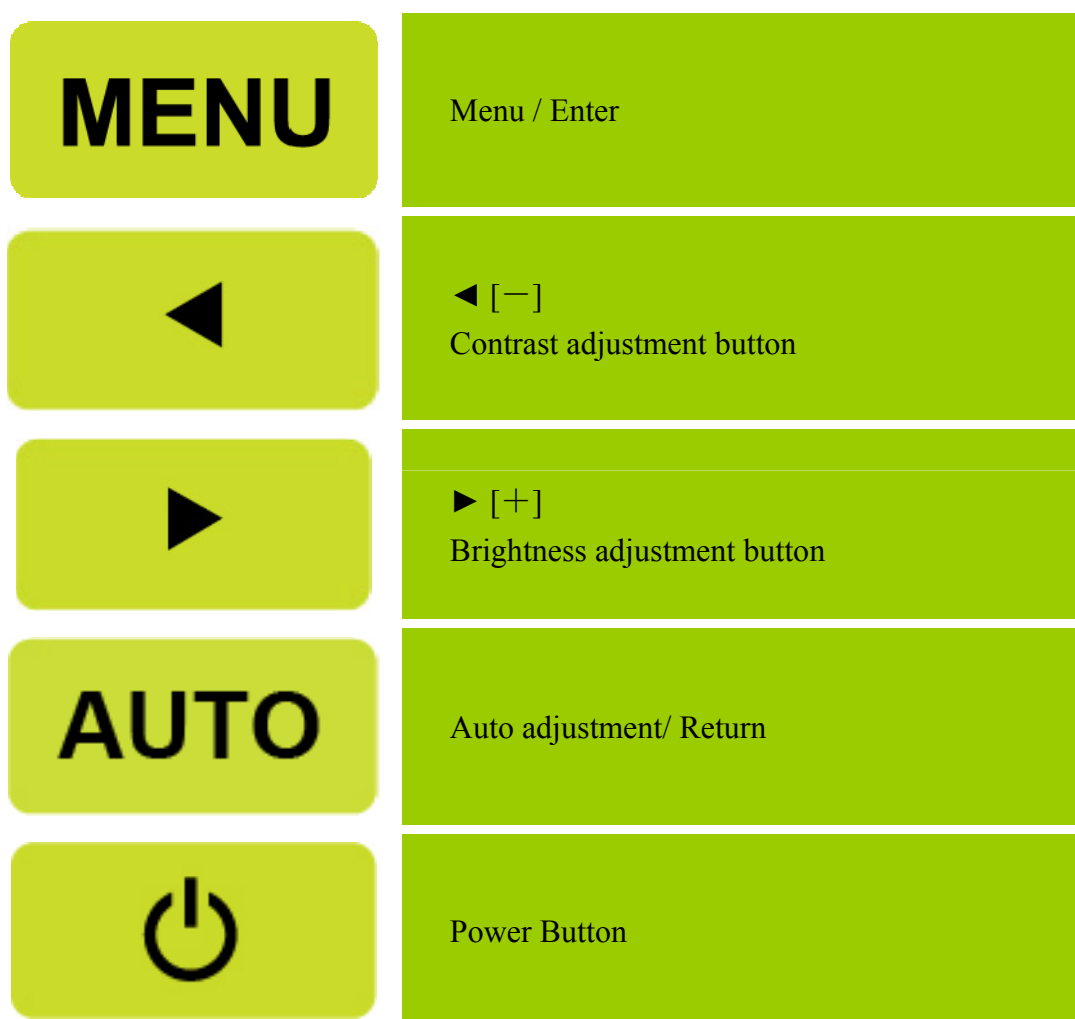 MENU
Menu / Enter
◄ [－]
Contrast adjustment button
► [＋]
Brightness adjustment button
AUTO
Auto adjustment/ Return
Power Button